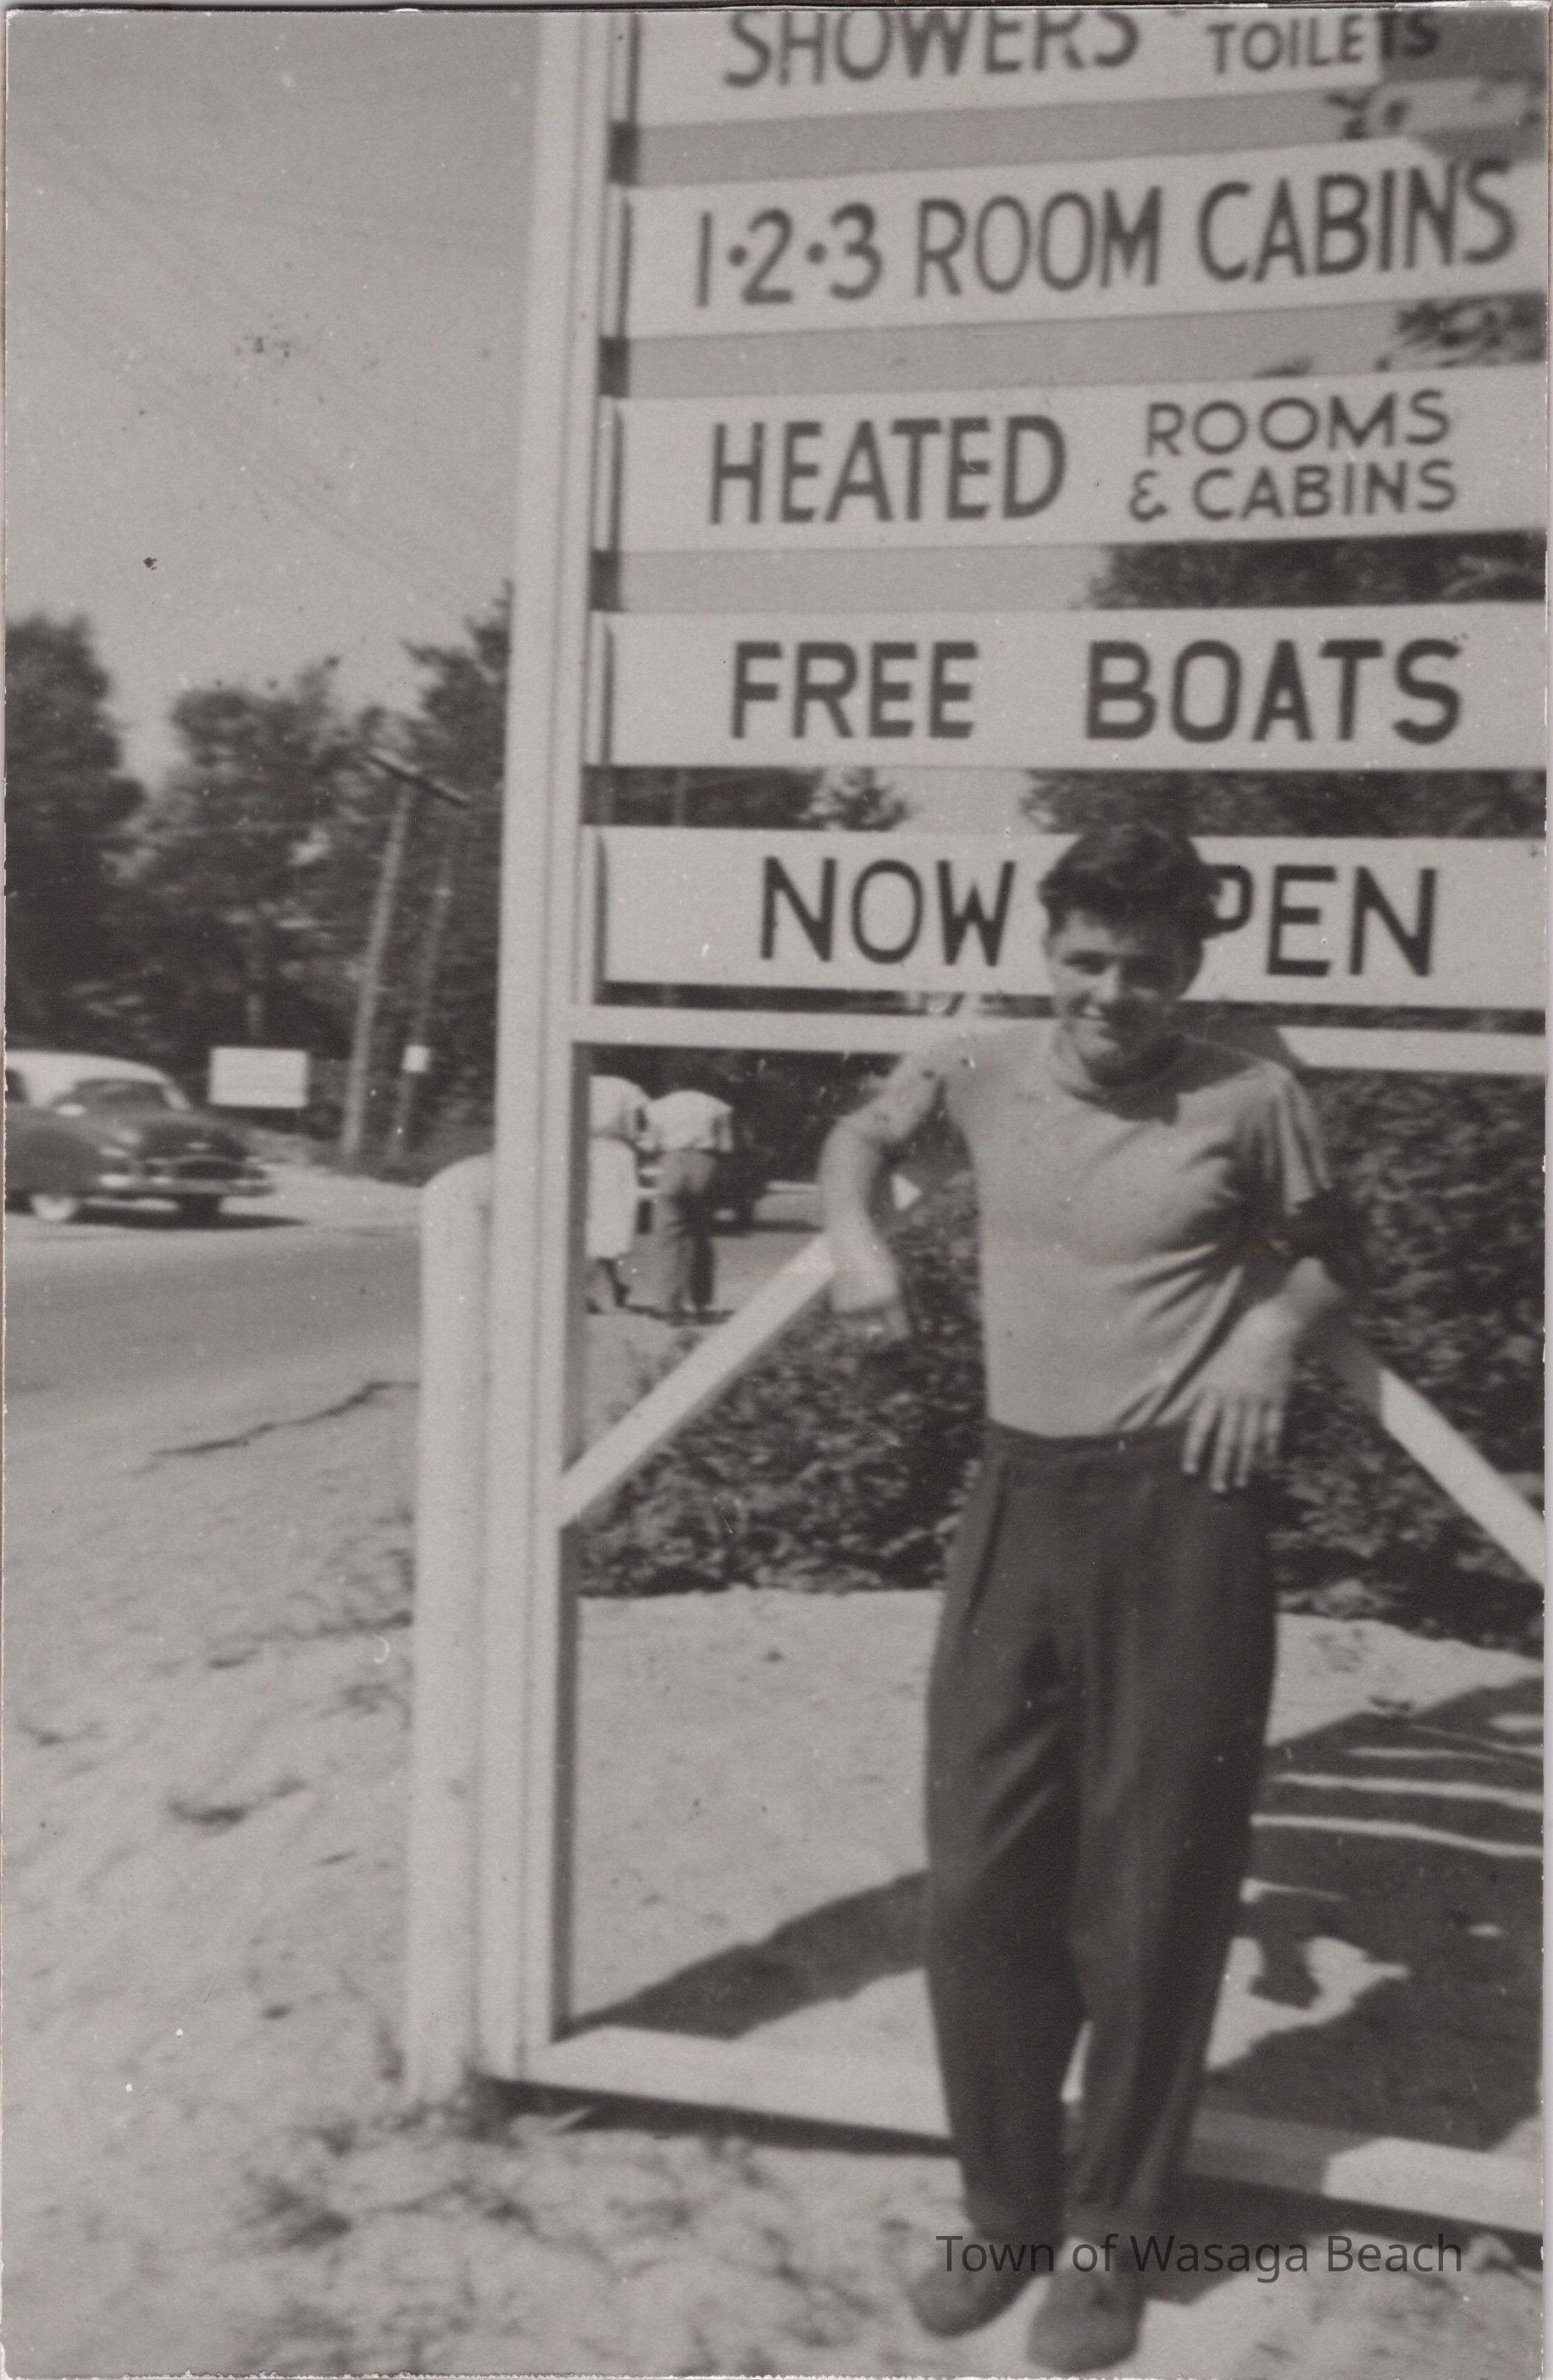 SHOWERS TOILETS
1·2·3 ROOM CABINS
HEATED ROOMS
& CABINS
FREE BOATS
NOW PEN
Town of Wasaga Beach